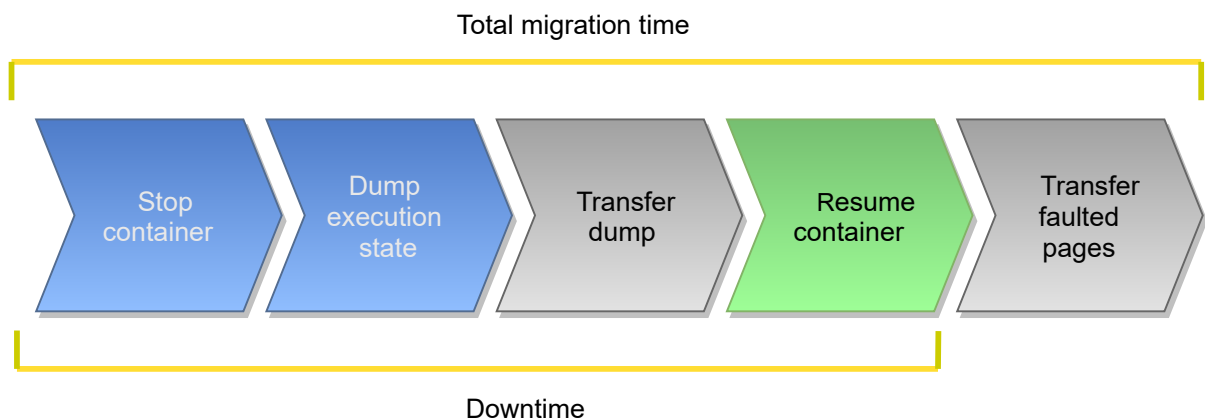 Total migration time
Stop
container
Dump
execution
state
Transfer
dump
Resume
container
Transfer
faulted
pages
Downtime